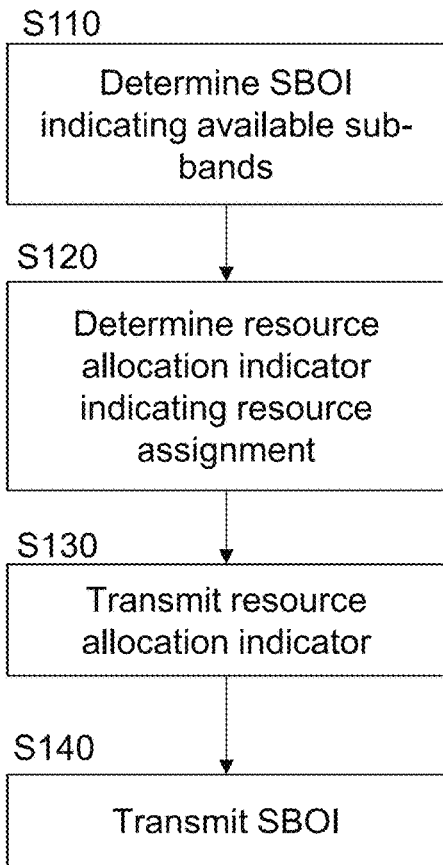 S110
Determine SBOI
indicating available sub-
bands
S120
Determine resource
allocation indicator
indicating resource
assignment
S130
Transmit resource
allocation indicator
S140
Transmit SBOI